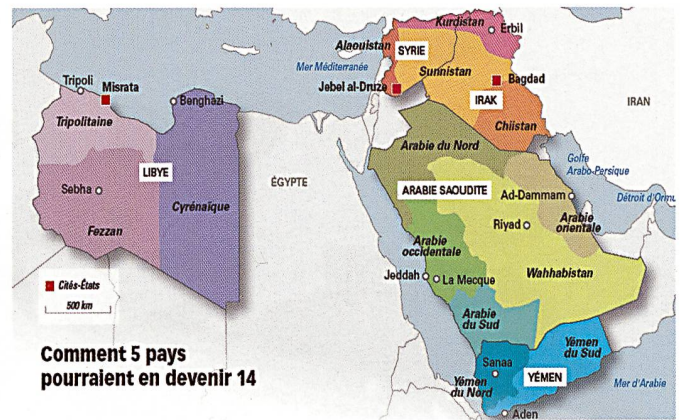 Kurdistan
Erbil
Alaouistan
SYRIE
Mer Méditerranée
Sunnistan
Tripoli
Misrata
Jebel al-Druze
Bagdad
Benghazi
IRAK
IRAN
Tripolitaine
Chiistan
Arabie du Nord
Golfe
Arabo-Persique
LIBYE
ÉGYPTE
ARABIE SAOUDITE
Ad-Dammam
Détroit d'Ormu
Sebha
Cyrénaïque
Riyad
Arabie
orientale
Fezzan
Arabie
occidentale
Wahhabistan
Jeddah
La Mecque
Cités-États
500 km
Arabie
du Sud
Comment 5 pays
pourraient en devenir 14
Yémen
du Sud
Sanaa
Yémen
du Nord
YÉMEN
Mer d'Arabie
Aden